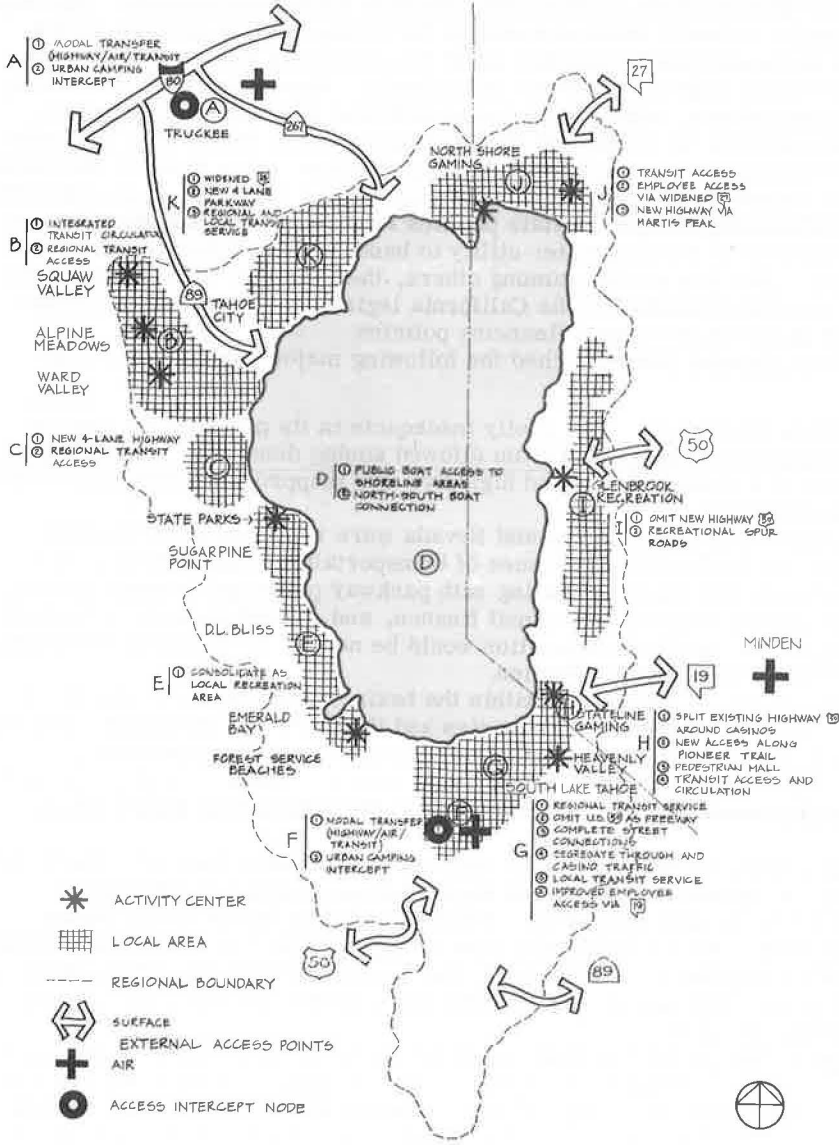 A
① MODAL TRANSFER
(HIGHWAY/AIR/TRANSIT)
② URBAN CAMPING
INTERCEPT
80
A
TRUCKEE
267
27
NORTH SHORE
GAMING
J
J
① TRANSIT ACCESS
② EMPLOYEE ACCESS
VIA WIDENED 27
③ NEW HIGHWAY VIA
MARTIS PEAK
K
① WIDENED
② NEW 4 LANE
PARKWAY
③ REGIONAL AND
LOCAL TRANSIT
SERVICE
K
B
① INTEGRATED
TRANSIT
② REGIONAL TRANSIT
ACCESS
SQUAW
VALLEY
89
TAHOE
CITY
ALPINE
MEADOWS
B
WARD
VALLEY
C
① NEW 4-LANE HIGHWAY
② REGIONAL TRANSIT
ACCESS
C
50
D
① PUBLIC BOAT ACCESS TO
SHORELINE AREAS
② NORTH-SOUTH BOAT
CONNECTION
GLENBROOK
RECREATION
I
I
① OMIT NEW HIGHWAY
② RECREATIONAL SPUR
ROADS
STATE PARKS
SUGARPINE
POINT
D
D.L. BLISS
E
MINDEN
E
① CONSOLIDATE AS
LOCAL RECREATION
AREA
19
EMERALD
BAY
FOREST SERVICE
BEACHES
STATELINE
GAMING
HEAVENLY
VALLEY
H
① SPLIT EXISTING HIGHWAY 50
AROUND CASINOS
② NEW ACCESS ALONG
PIONEER TRAIL
③ PEDESTRIAN MALL
④ TRANSIT ACCESS AND
CIRCULATION
G
SOUTH LAKE TAHOE
F
① MODAL TRANSFER
(HIGHWAY/AIR/
TRANSIT)
② URBAN CAMPING
INTERCEPT
G
① REGIONAL TRANSIT SERVICE
② OMIT U.S. 50 AS FREEWAY
③ COMPLETE STREET
CONNECTIONS
④ SEGREGATE THROUGH AND
CASINO TRAFFIC
⑤ LOCAL TRANSIT SERVICE
IMPROVED EMPLOYEE
ACCESS VIA 19
50
89
ACTIVITY CENTER
LOCAL AREA
REGIONAL BOUNDARY
SURFACE
EXTERNAL ACCESS POINTS
AIR
ACCESS INTERCEPT NODE